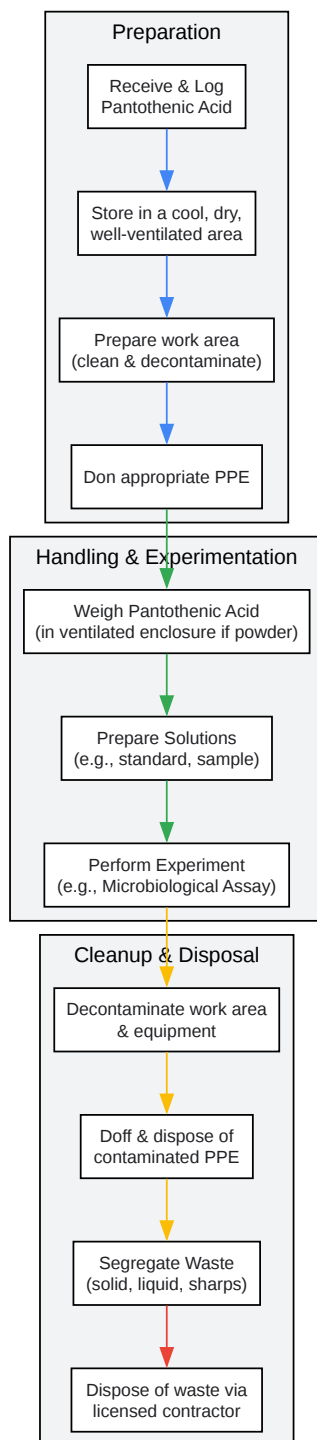 Preparation
Receive & Log
Pantothenic Acid
Store in a cool, dry,
well-ventilated area
Prepare work area
(clean & decontaminate)
Don appropriate PPE
Handling & Experimentation
Weigh Pantothenic Acid
(in ventilated enclosure if powder)
Prepare Solutions
(e.g., standard, sample)
Perform Experiment
(e.g., Microbiological Assay)
Cleanup & Disposal
Decontaminate work area
& equipment
Doff & dispose of
contaminated PPE
Segregate Waste
(solid, liquid, sharps)
Dispose of waste via
licensed contractor